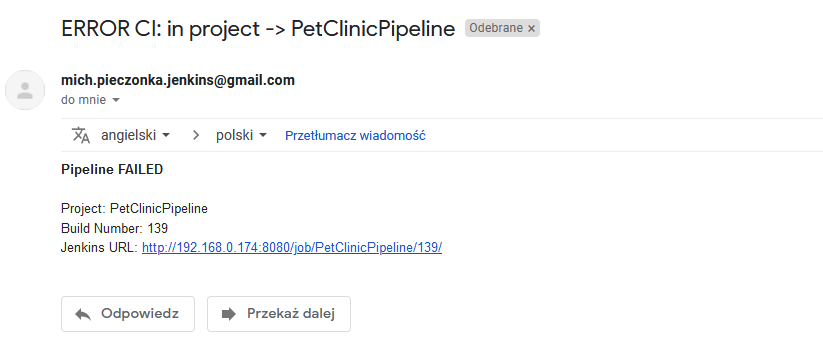 ERROR CI: in project -> PetClinicPipeline Odebrane x
mich.pieczonka.jenkins@gmail.com
do mnie
angielski > polski Przetłumacz wiadomość
Pipeline FAILED
Project: PetClinicPipeline
Build Number: 139
Jenkins URL: http://192.168.0.174:8080/job/PetClinicPipeline/139/
Odpowiedz Przekaż dalej